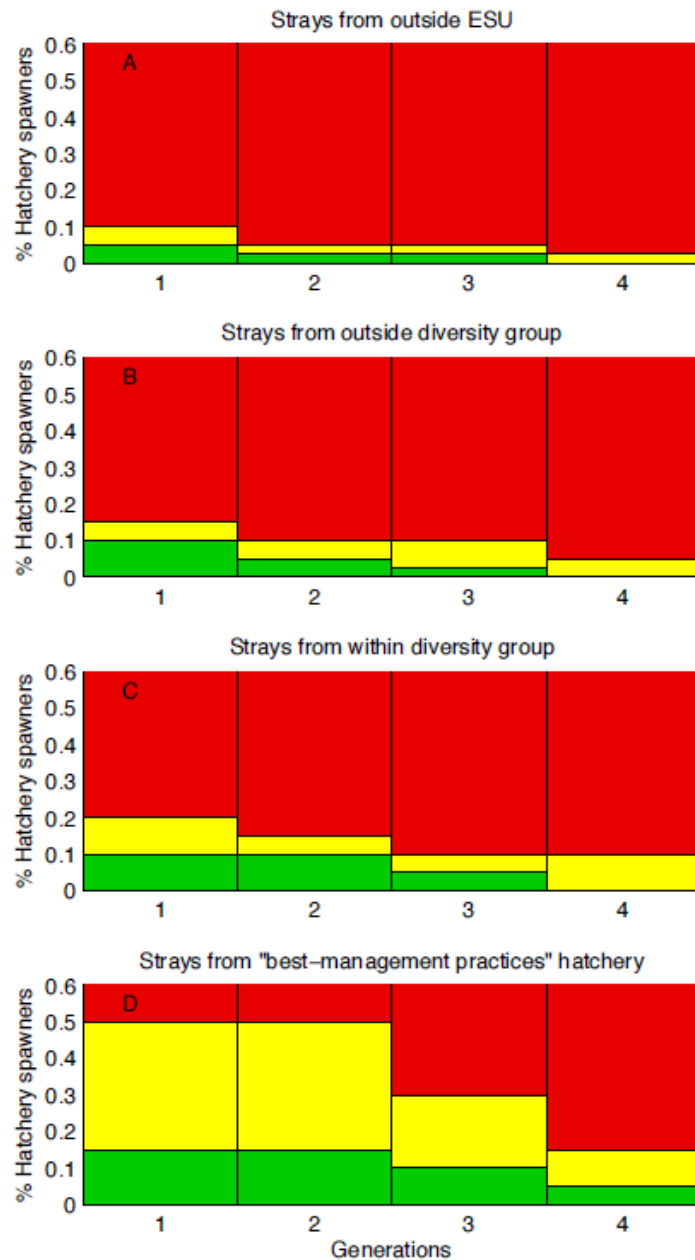 Strays from outside ESU
A
% Hatchery spawners
0.6
0.5
0.4
0.3
0.2
0.1
0
1 2 3 4
Strays from outside diversity group
B
% Hatchery spawners
0.6
0.5
0.4
0.3
0.2
0.1
0
1 2 3 4
Strays from within diversity group
C
% Hatchery spawners
0.6
0.5
0.4
0.3
0.2
0.1
0
1 2 3 4
Strays from "best–management practices" hatchery
D
% Hatchery spawners
0.6
0.5
0.4
0.3
0.2
0.1
0
1 2 3 4
Generations